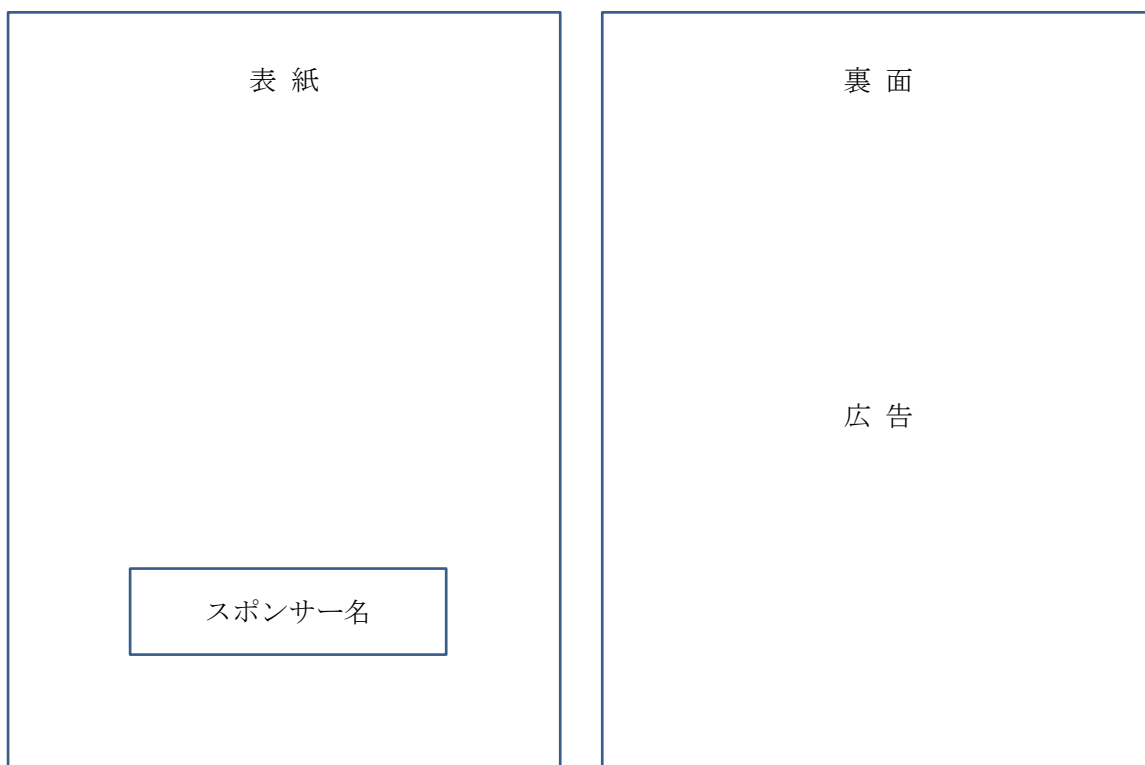 表 紙
スポンサー名
裏 面
広 告